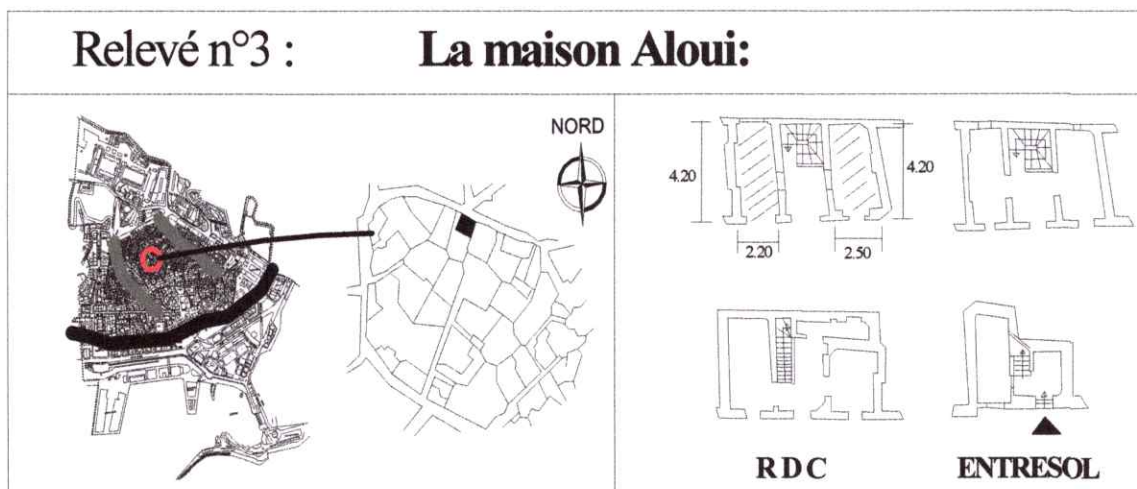 Relevé n°3 : La maison Aloui:
NORD
4.20
4.20
2.20
2.50
RDC
ENTRESOL